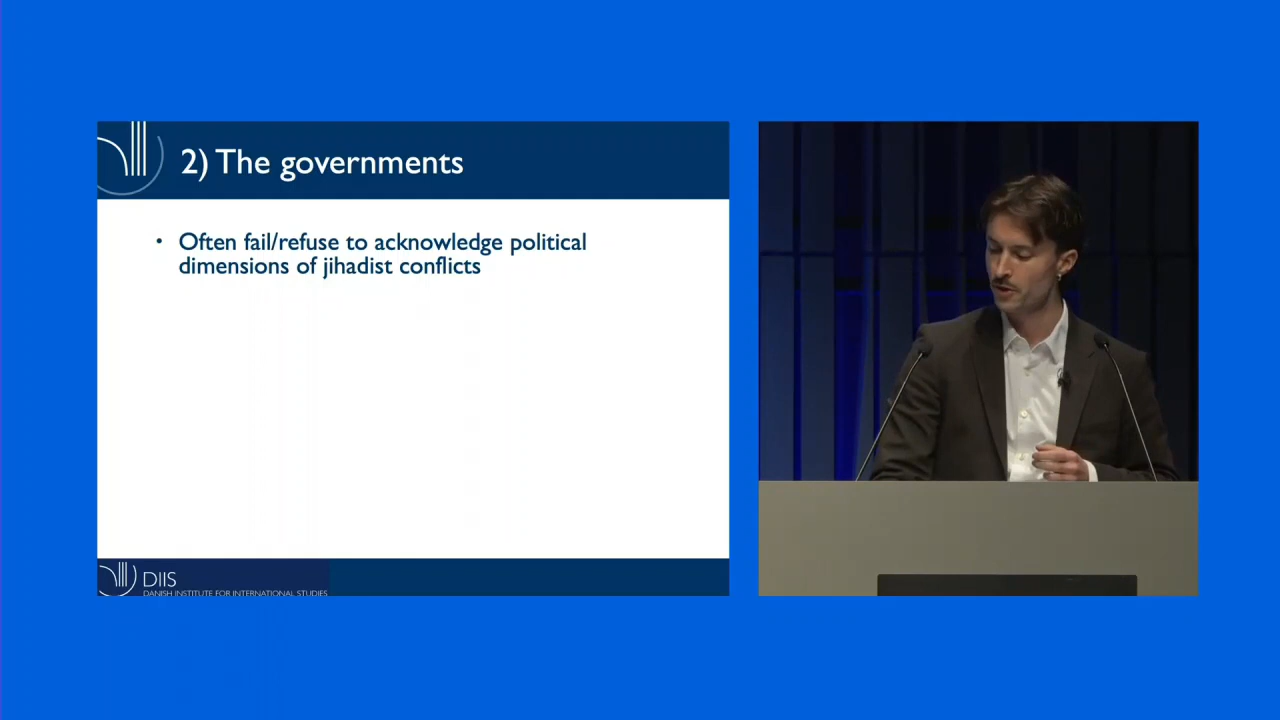 2) The governments
• Often fail/refuse to acknowledge political
dimensions of jihadist conflicts
DIIS
DANISH INSTITUTE FOR INTERNATIONAL STUDIES